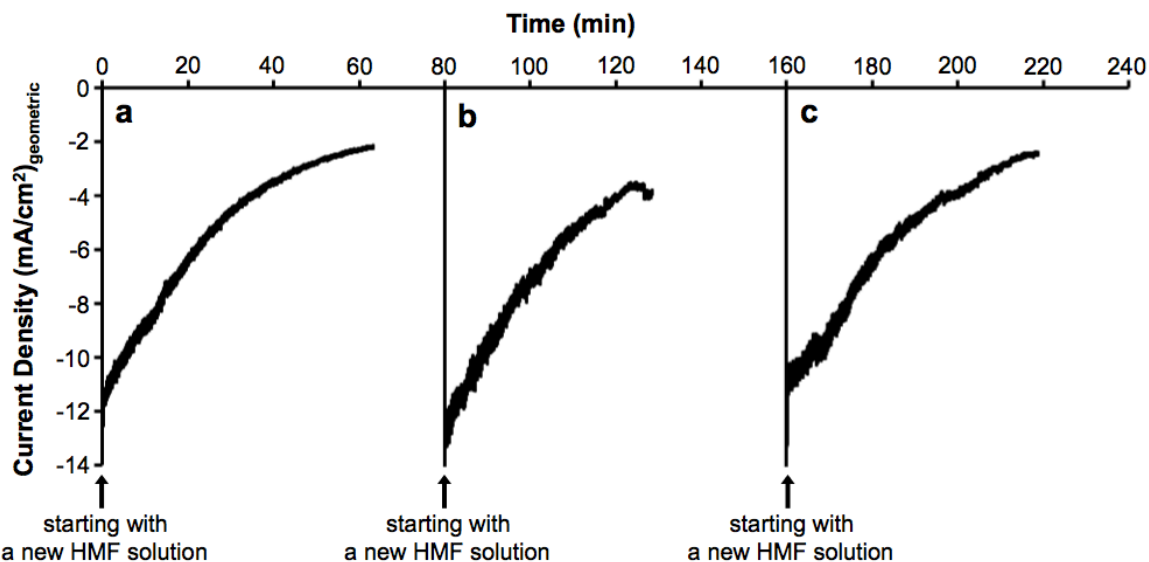 Time (min)
0 20 40 60 80 100 120 140 160 180 200 220 240
0
-2
-4
-6
-8
-10
-12
-14
Current Density (mA/cm²)geometric
a
b
c
starting with
a new HMF solution
starting with
a new HMF solution
starting with
a new HMF solution